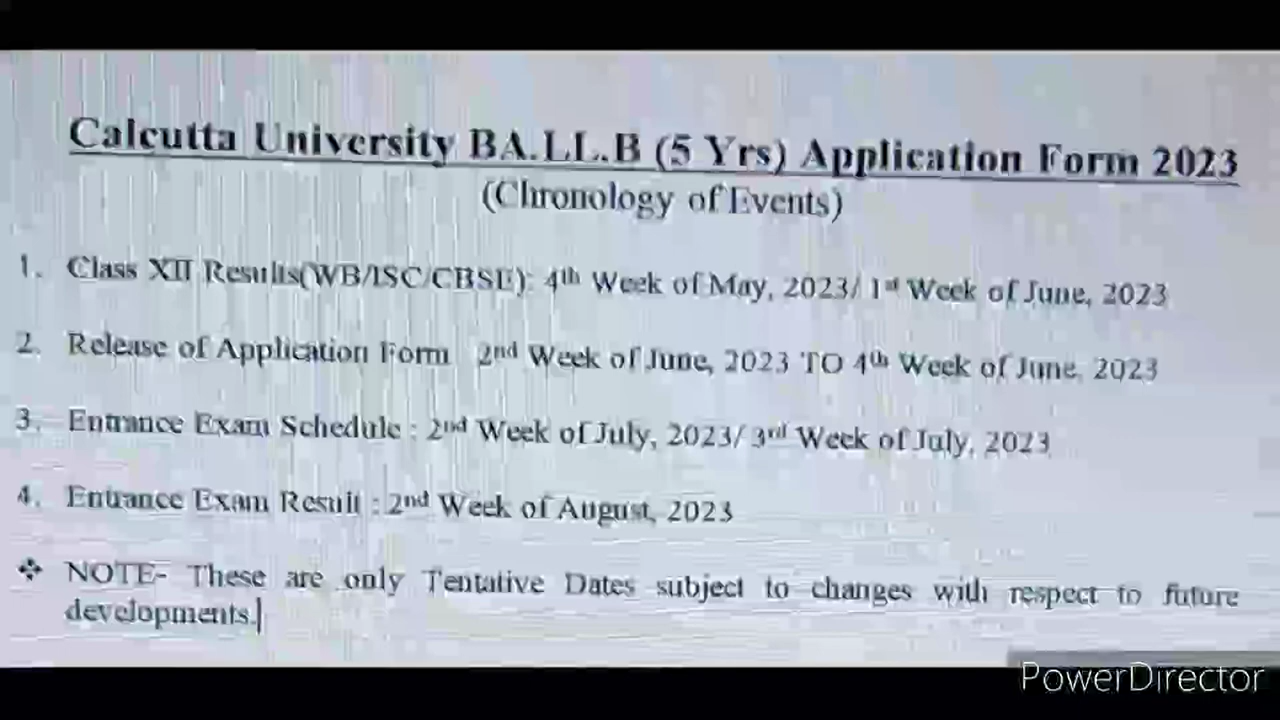 Calcutta University BA.LL.B (5 Yrs) Application Form 2023
(Chronology of Events)
1. Class XII Results(WB/ISC/CBSE): 4th Week of May, 2023/ 1st Week of June, 2023
2. Release of Application Form 2nd Week of June, 2023 TO 4th Week of June, 2023
3. Entrance Exam Schedule : 2nd Week of July, 2023/ 3rd Week of July, 2023
4. Entrance Exam Result : 2nd Week of August, 2023
❖ NOTE- These are only Tentative Dates subject to changes with respect to future
developments.
PowerDirector